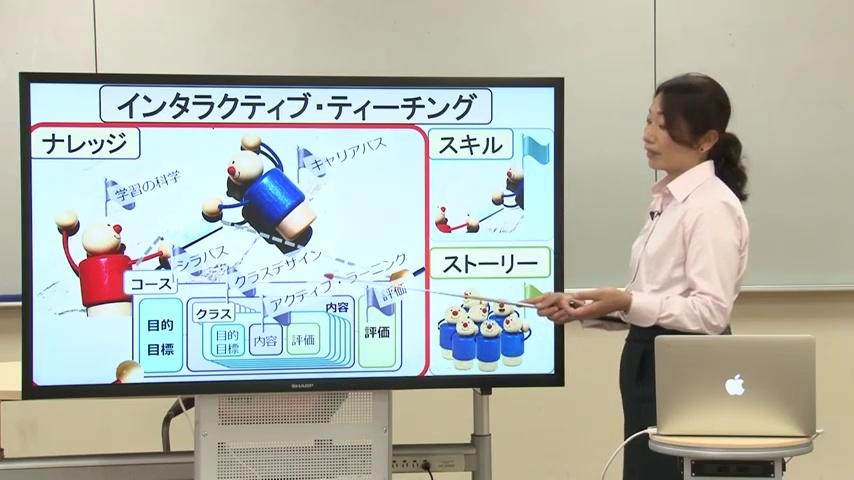 インタラクティブ・ティーチング
ナレッジ
スキル
キャリアパス
学習の科学
シラバス
クラスデザイン
アクティブ・ラーニング
評価
ストーリー
コース
目的
目標
クラス
内容
目的
目標
内容
評価
評価
SHARP